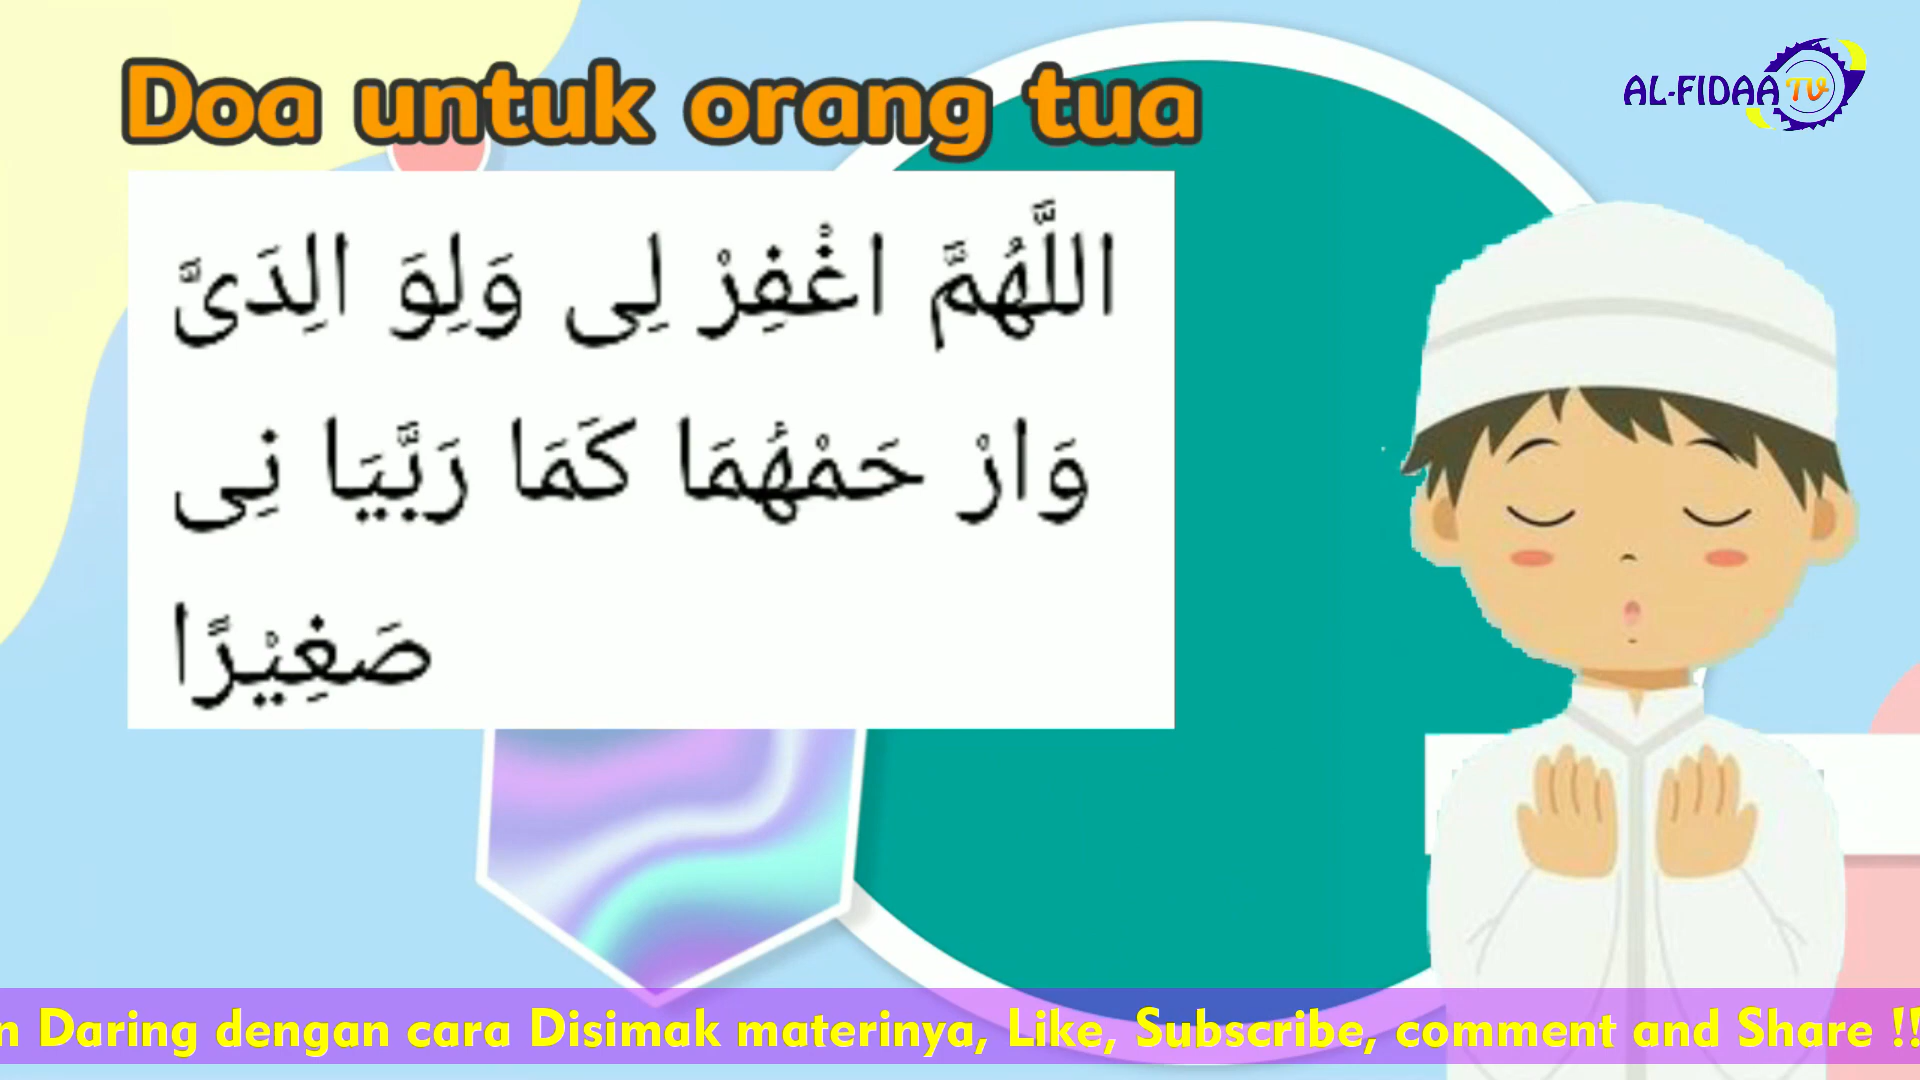 Doa untuk orang tua
AL-FIDAA TV
اللَّهُمَّ اغْفِرْ لِى وَلِوَ الِدَىَّ
وَارْ حَمْهُمَا كَمَا رَبَّيَا نِى
صَغِيْرًا
n Daring dengan cara Disimak materinya, Like, Subscribe, comment and Share !!